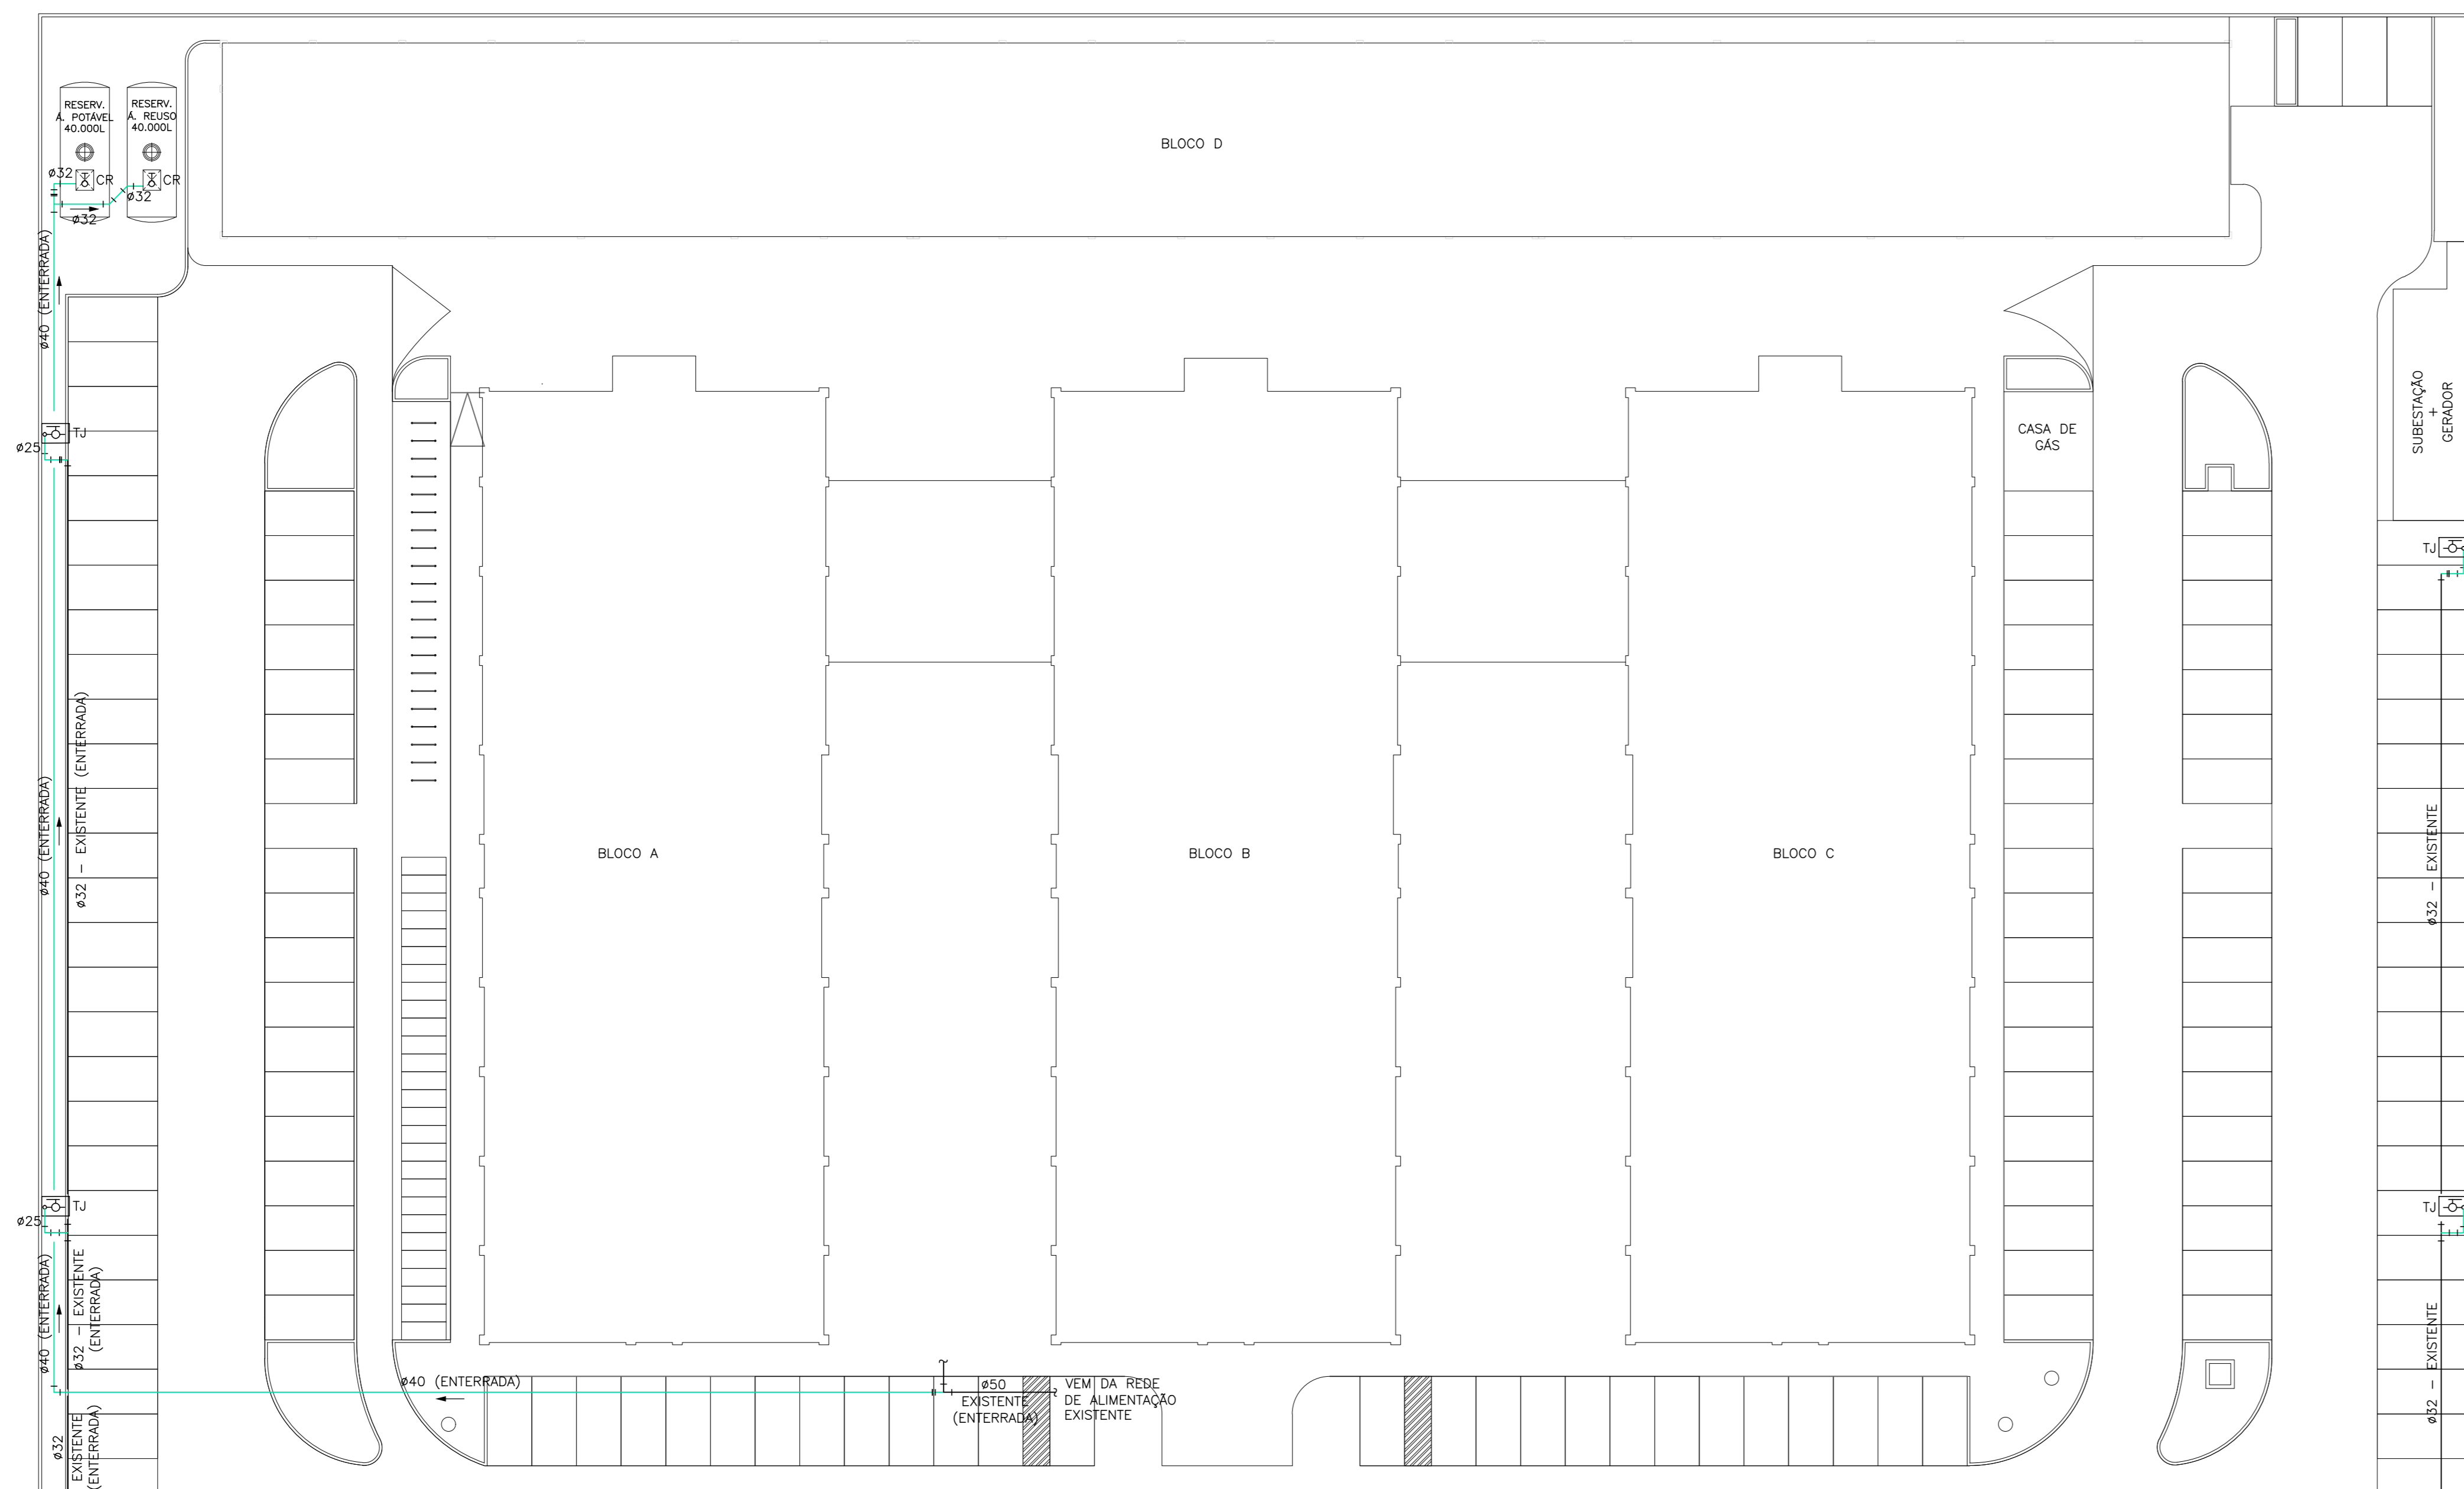 RESERV.
Á. POTÁVEL
40.000L
RESERV.
Á. REUSO
40.000L
ø32
CR
CR
ø32
ø32
BLOCO D
ø40 (ENTERRADA)
SUBESTAÇÃO
+
GERADOR
CASA DE
GÁS
TJ
ø25
TJ
ø40 (ENTERRADA)
ø32 - EXISTENTE (ENTERRADA)
BLOCO A
BLOCO B
BLOCO C
ø32 - EXISTENTE
TJ
ø25
TJ
ø40 (ENTERRADA)
ø32 - EXISTENTE
(ENTERRADA)
ø32 - EXISTENTE
ø40 (ENTERRADA)
ø50
EXISTENTE
(ENTERRADA)
VEM DA REDE
DE ALIMENTAÇÃO
EXISTENTE
ø32
EXISTENTE
(ENTERRADA)